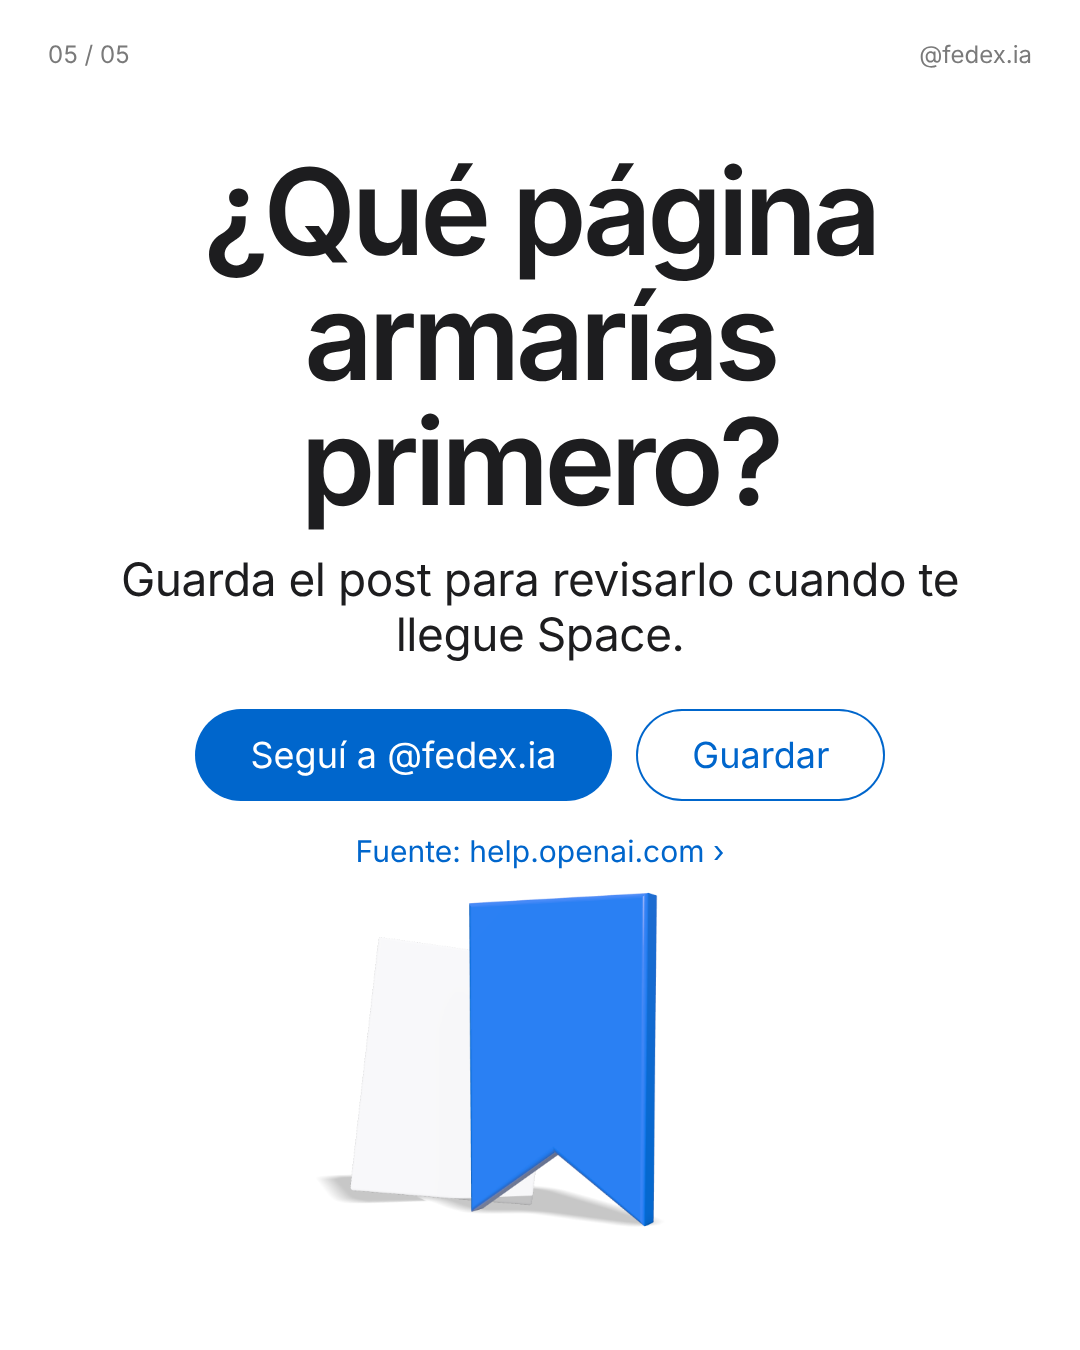 05 / 05
@fedex.ia
¿Qué página
armarías
primero?
Guarda el post para revisarlo cuando te
llegue Space.
Seguí a @fedex.ia
Guardar
Fuente: help.openai.com ›